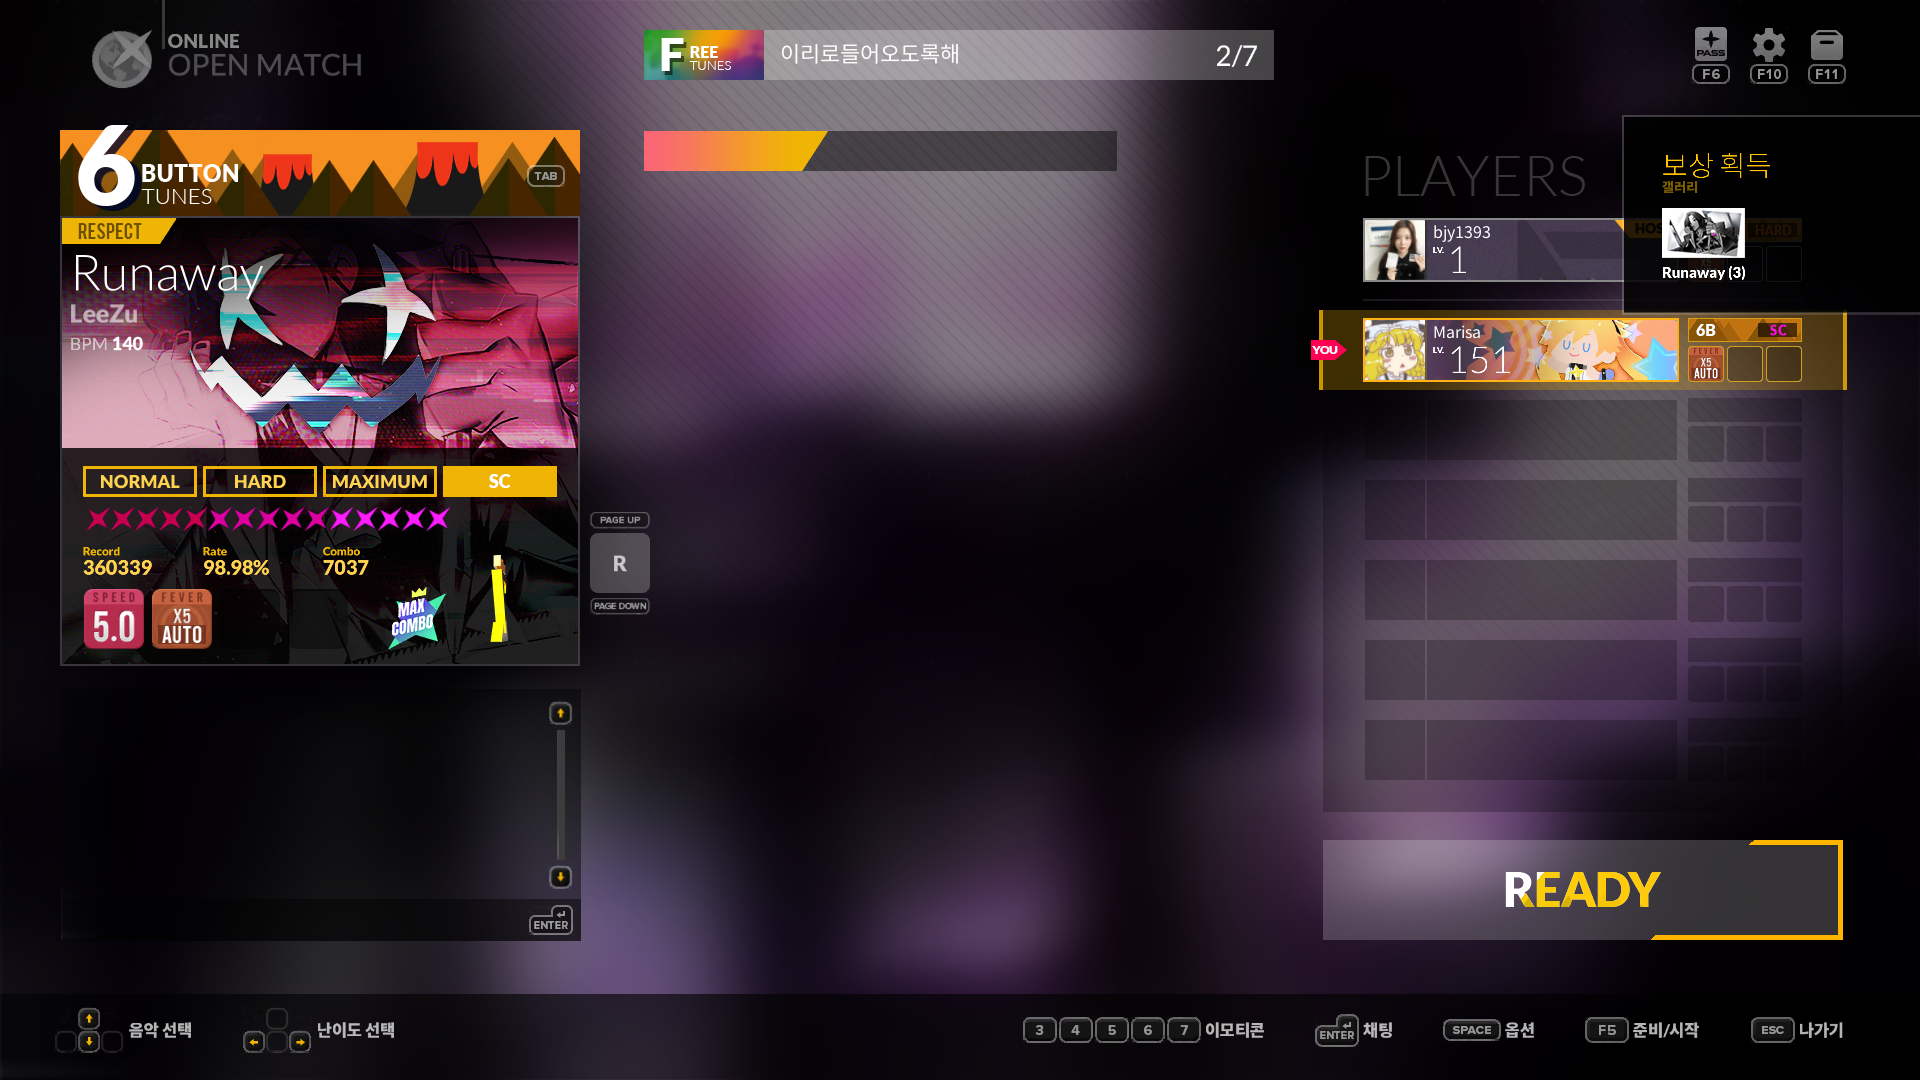 ONLINE
OPEN MATCH
FREE
TUNES
이리로들어오도록해
2/7
PASS
F6
F10
F11
6 BUTTON
TUNES
TAB
RESPECT
Runaway
LeeZu
BPM 140
NORMAL
HARD
MAXIMUM
SC
Record
360339
Rate
98.98%
Combo
7037
SPEED
5.0
FEVER
X5
AUTO
MAX
COMBO
PAGE UP
R
PAGE DOWN
ENTER
PLAYERS
bjy1393
LV. 1
HARD
보상 획득
갤러리
Runaway (3)
YOU
Marisa
LV. 151
6B
SC
FEVER
X5
AUTO
READY
음악 선택
난이도 선택
3 4 5 6 7 이모티콘
ENTER 채팅
SPACE 옵션
F5 준비/시작
ESC 나가기